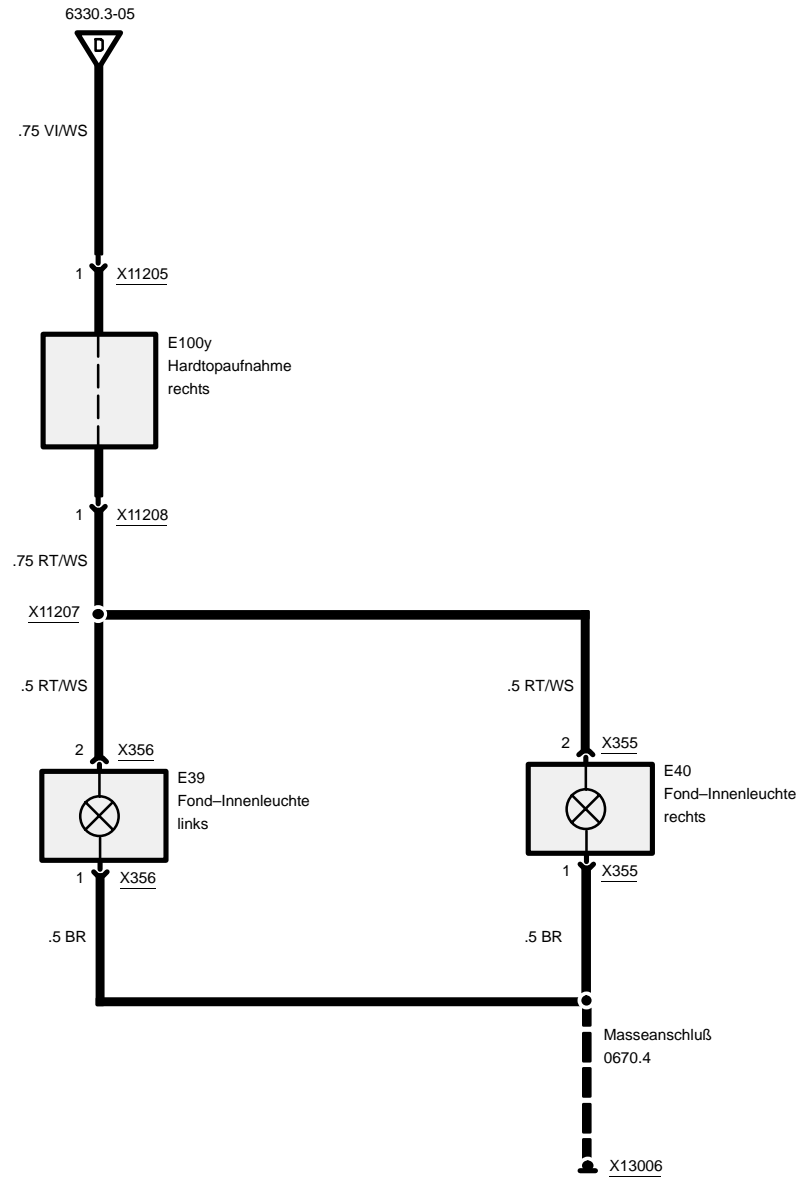 6330.3-05
D
.75 VI/WS
1 X11205
E100y
Hardtopaufnahme
rechts
1 X11208
.75 RT/WS
X11207
.5 RT/WS
.5 RT/WS
2 X356
E39
Fond–Innenleuchte
links
1 X356
2 X355
E40
Fond–Innenleuchte
rechts
1 X355
.5 BR
.5 BR
Masseanschluß
0670.4
X13006